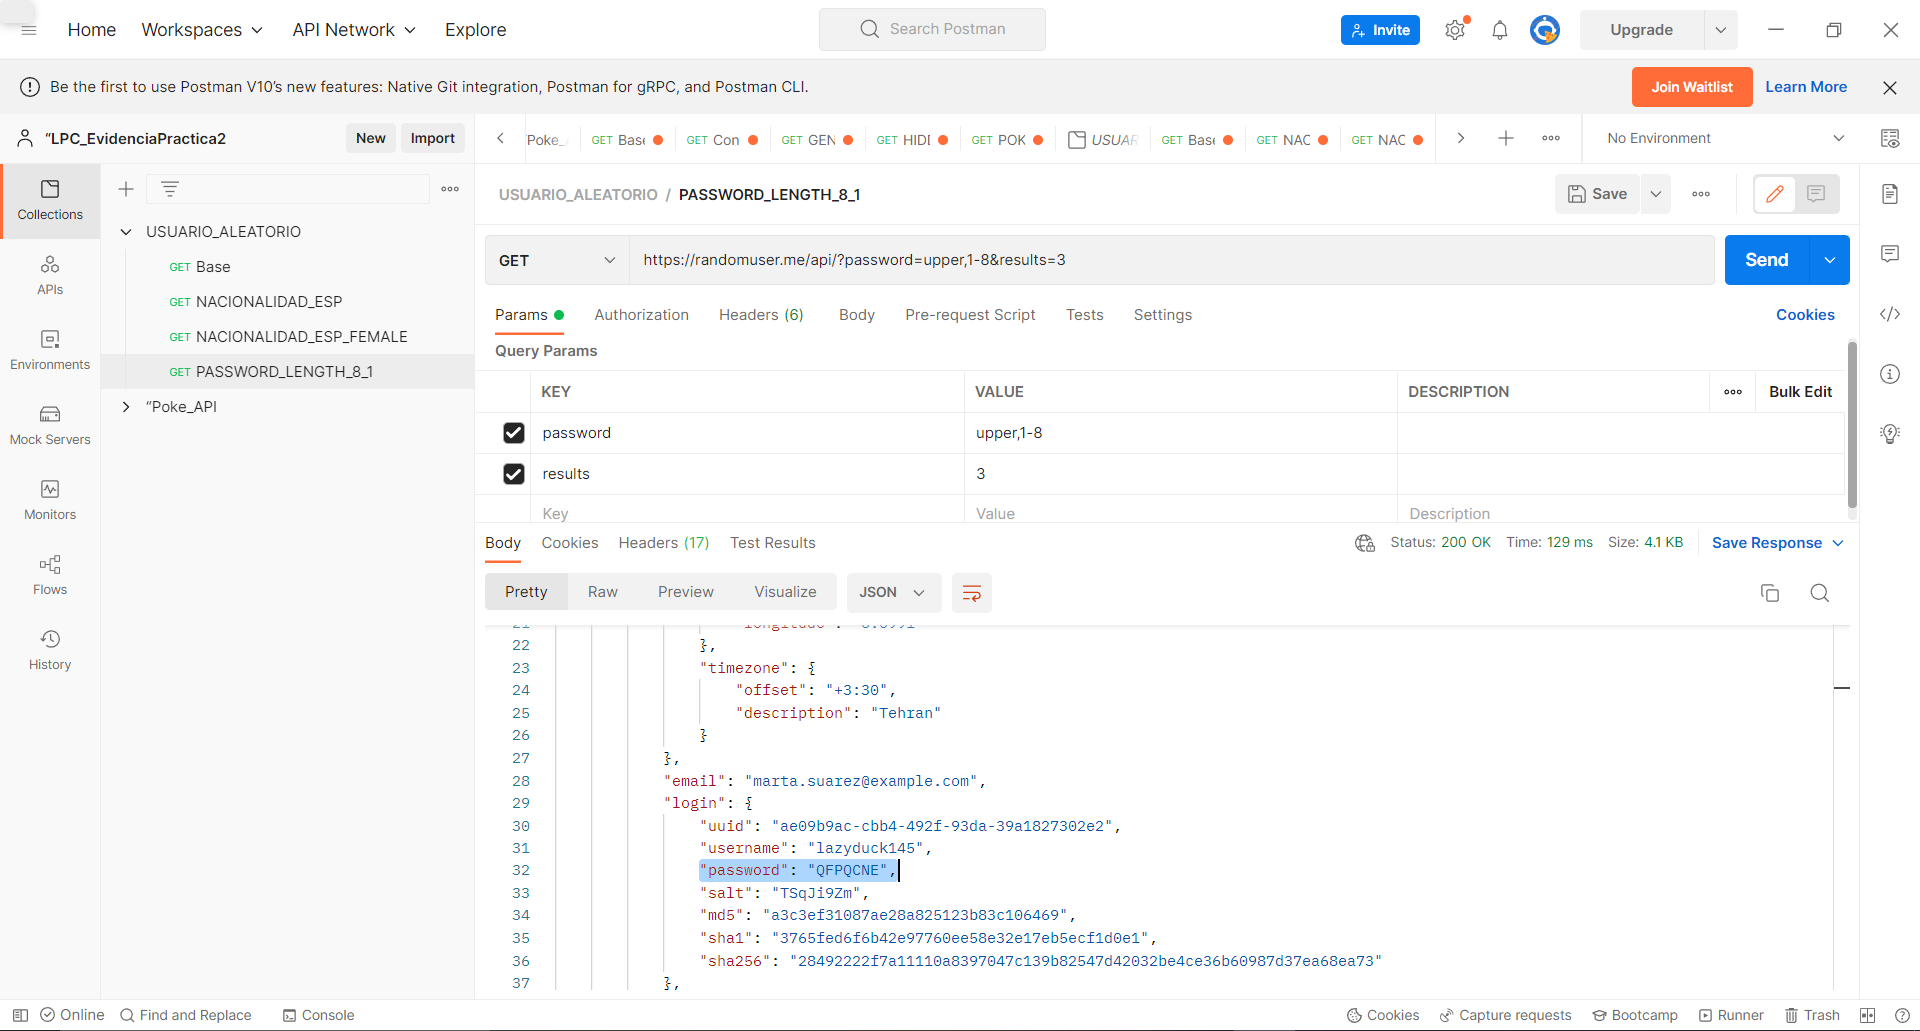 Home Workspaces API Network Explore Search Postman Invite Upgrade
Be the first to use Postman V10's new features: Native Git integration, Postman for gRPC, and Postman CLI. Join Waitlist Learn More
“LPC_EvidenciaPractica2 New Import GET Base GET Con GET GEN GET HIDI GET POK USUAR GET Base GET NAC GET NAC No Environment
Collections
APIs
Environments
Mock Servers
Monitors
Flows
History
USUARIO_ALEATORIO
GET Base
GET NACIONALIDAD_ESP
GET NACIONALIDAD_ESP_FEMALE
GET PASSWORD_LENGTH_8_1
“Poke_API
USUARIO_ALEATORIO / PASSWORD_LENGTH_8_1 Save
GET https://randomuser.me/api/?password=upper,1-8&results=3 Send
Params Authorization Headers (6) Body Pre-request Script Tests Settings Cookies
Query Params
KEY VALUE DESCRIPTION Bulk Edit
password upper,1-8
results 3
Key Value Description
Body Cookies Headers (17) Test Results Status: 200 OK Time: 129 ms Size: 4.1 KB Save Response
Pretty Raw Preview Visualize JSON
22 },
23 "timezone": {
24 "offset": "+3:30",
25 "description": "Tehran"
26 }
27 },
28 "email": "marta.suarez@example.com",
29 "login": {
30 "uuid": "ae09b9ac-cbb4-492f-93da-39a1827302e2",
31 "username": "lazyduck145",
32 "password": "QFPQCNE",
33 "salt": "TSqJi9Zm",
34 "md5": "a3c3ef31087ae28a825123b83c106469",
35 "sha1": "3765fed6f6b42e97760ee58e32e17eb5ecf1d0e1",
36 "sha256": "28492222f7a11110a8397047c139b82547d42032be4ce36b60987d37ea68ea73"
37 },
Online Find and Replace Console Cookies Capture requests Bootcamp Runner Trash